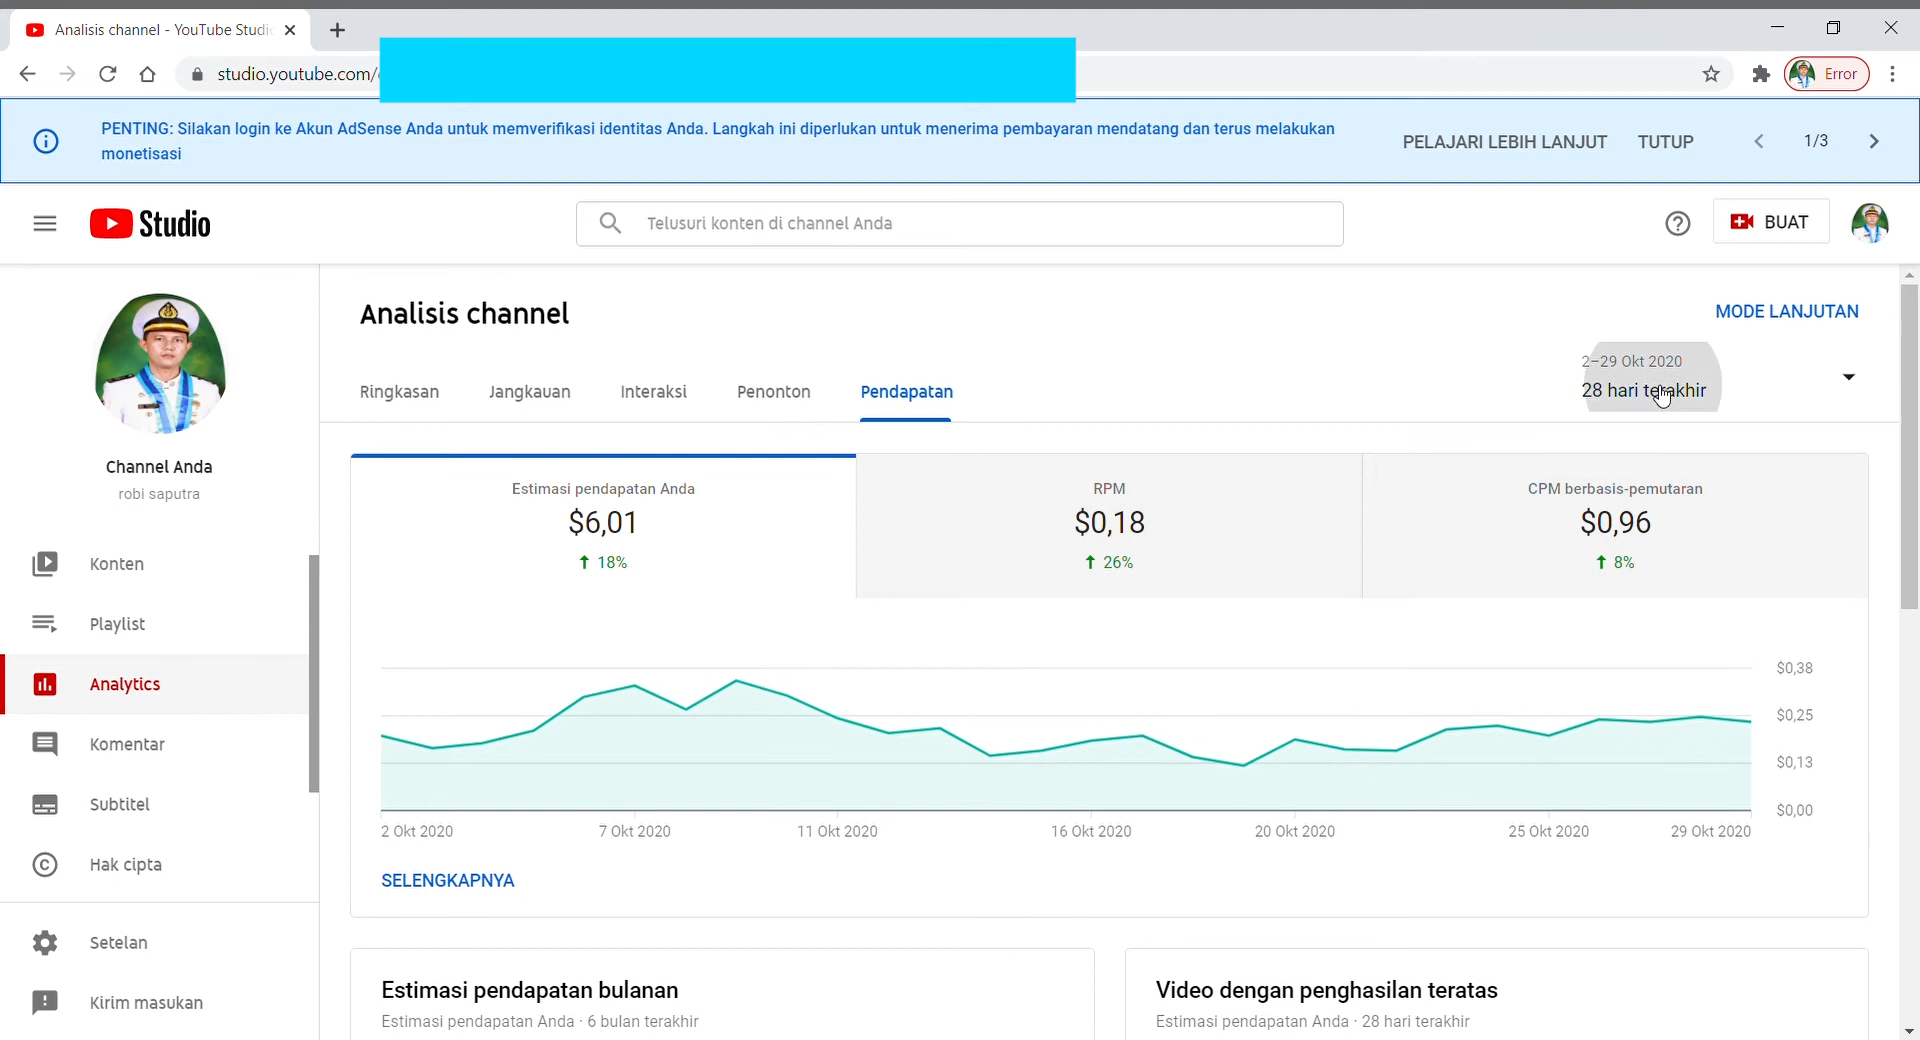 Analisis channel - YouTube Studi
studio.youtube.com/
Error
PENTING: Silakan login ke Akun AdSense Anda untuk memverifikasi identitas Anda. Langkah ini diperlukan untuk menerima pembayaran mendatang dan terus melakukan
monetisasi
PELAJARI LEBIH LANJUT
TUTUP
1/3
Studio
Telusuri konten di channel Anda
BUAT
Channel Anda
robi saputra
Konten
Playlist
Analytics
Komentar
Subtitel
Hak cipta
Setelan
Kirim masukan
Analisis channel
MODE LANJUTAN
Ringkasan
Jangkauan
Interaksi
Penonton
Pendapatan
2–29 Okt 2020
28 hari terakhir
Estimasi pendapatan Anda
$6,01
18%
RPM
$0,18
26%
CPM berbasis-pemutaran
$0,96
8%
$0,38
$0,25
$0,13
$0,00
2 Okt 2020
7 Okt 2020
11 Okt 2020
16 Okt 2020
20 Okt 2020
25 Okt 2020
29 Okt 2020
SELENGKAPNYA
Estimasi pendapatan bulanan
Estimasi pendapatan Anda · 6 bulan terakhir
Video dengan penghasilan teratas
Estimasi pendapatan Anda · 28 hari terakhir